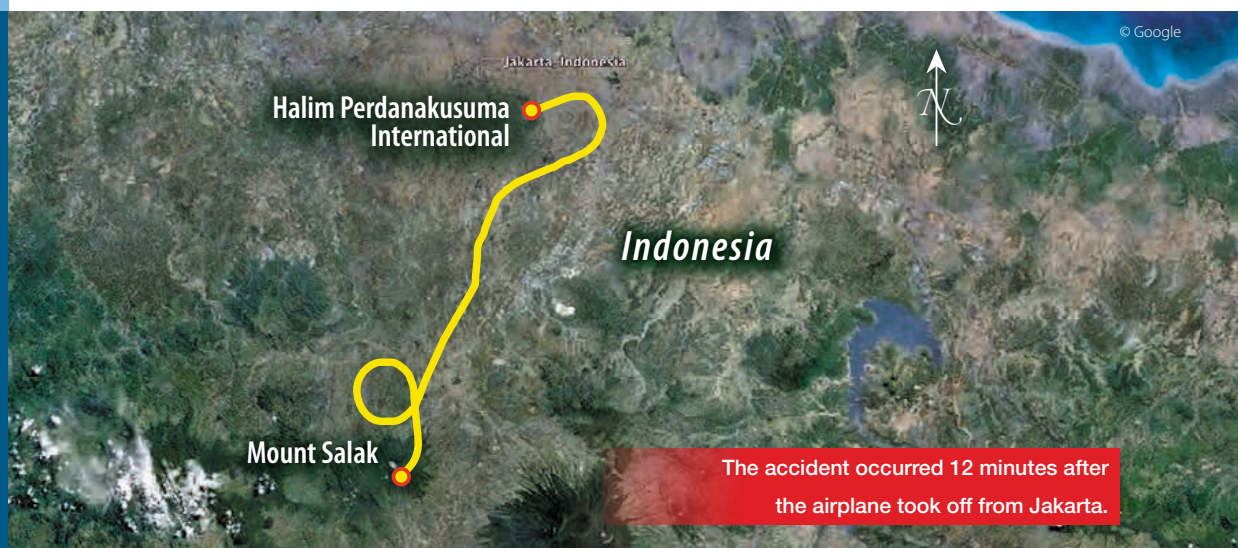 © Google
Jakarta, Indonesia
N
Halim Perdanakusuma
International
Indonesia
Mount Salak
The accident occurred 12 minutes after
the airplane took off from Jakarta.